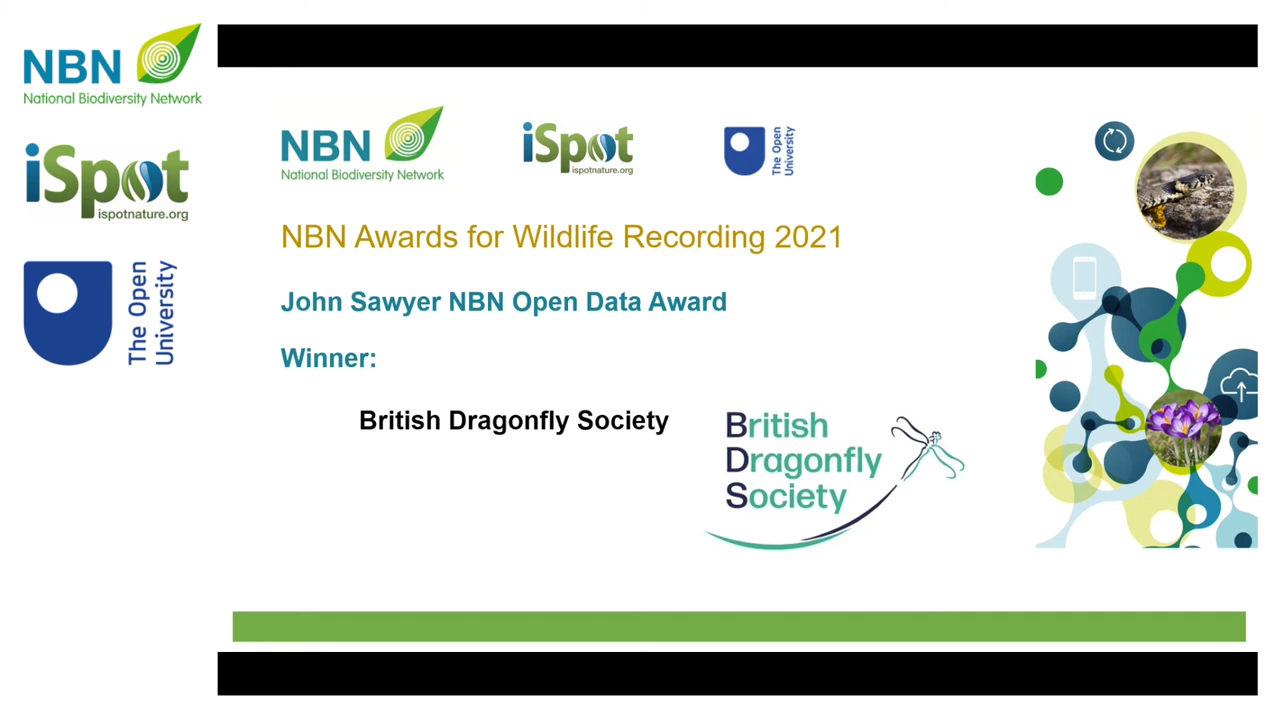 NBN
National Biodiversity Network
iSpot
ispotnature.org
The Open
University
NBN
National Biodiversity Network
iSpot
ispotnature.org
The Open
University
NBN Awards for Wildlife Recording 2021
John Sawyer NBN Open Data Award
Winner:
British Dragonfly Society
British
Dragonfly
Society